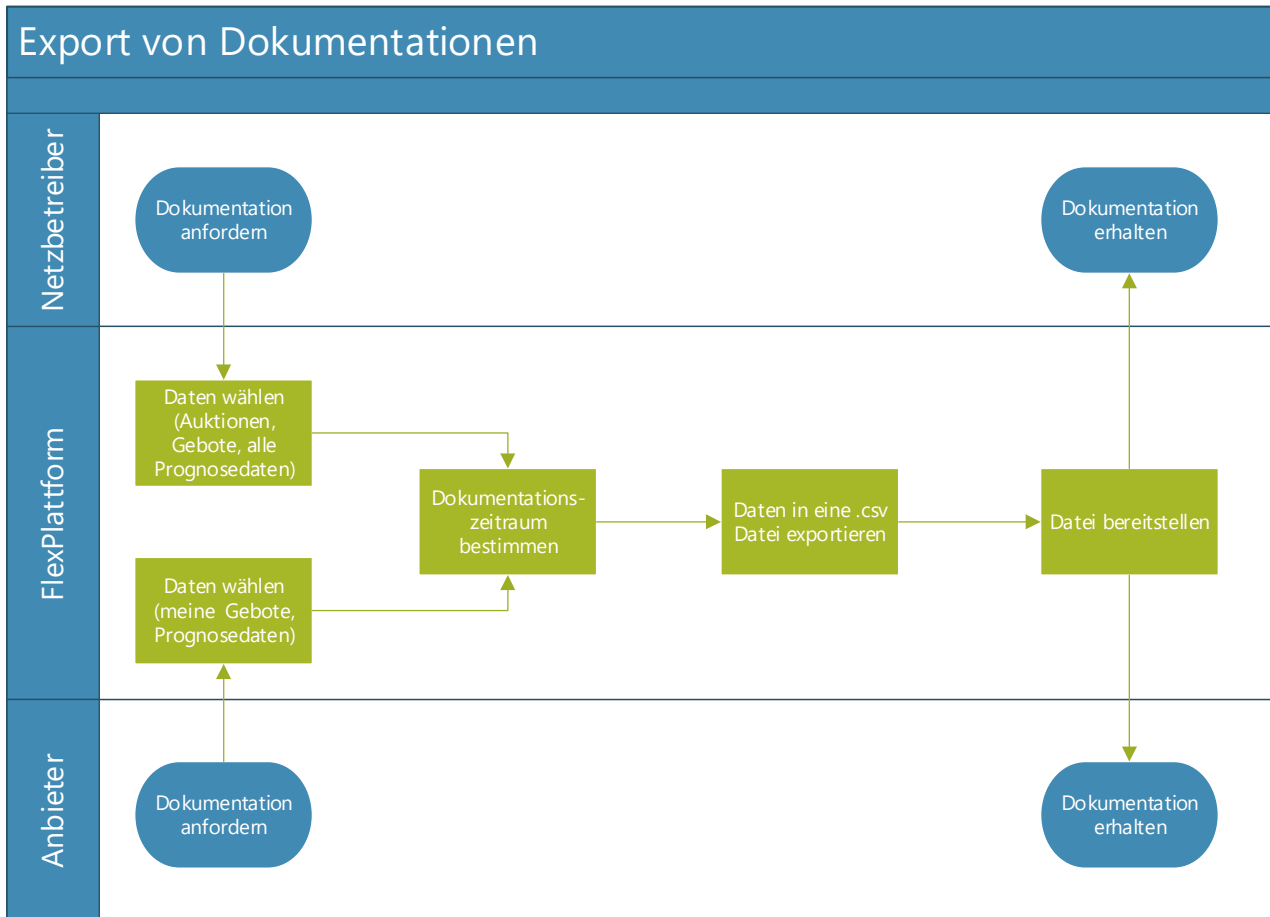 Export von Dokumentationen
Netzbetreiber
Dokumentation
anfordern
Dokumentation
erhalten
FlexPlattform
Daten wählen
(Auktionen,
Gebote, alle
Prognosedaten)
Daten wählen
(meine Gebote,
Prognosedaten)
Dokumentations-
zeitraum
bestimmen
Daten in eine .csv
Datei exportieren
Datei bereitstellen
Anbieter
Dokumentation
anfordern
Dokumentation
erhalten